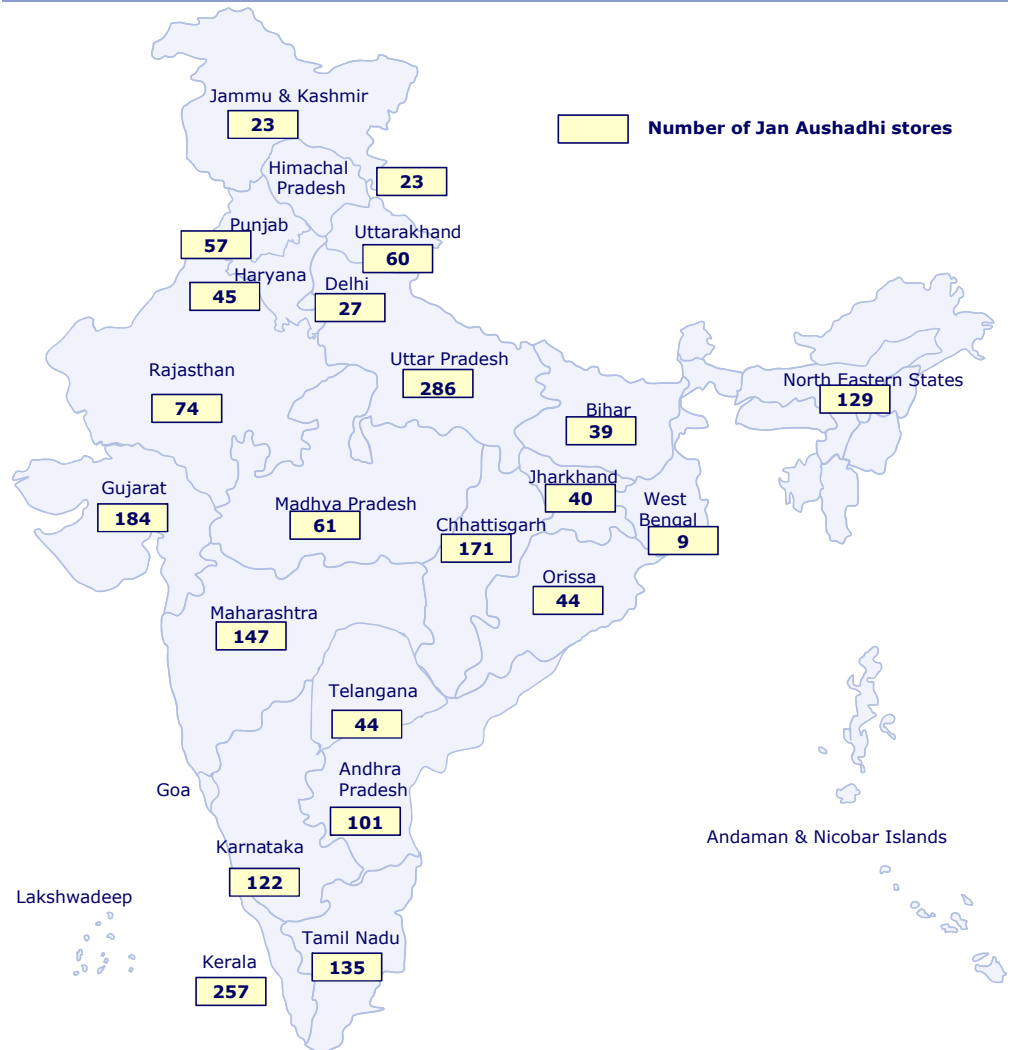 Jammu & Kashmir
23
Number of Jan Aushadhi stores
Himachal
Pradesh
23
Punjab
57
Uttarakhand
60
Haryana
45
Delhi
27
Rajasthan
74
Uttar Pradesh
286
North Eastern States
129
Bihar
39
Gujarat
184
Madhya Pradesh
61
Jharkhand
40
Chhattisgarh
171
West
Bengal
9
Orissa
44
Maharashtra
147
Telangana
44
Goa
Andhra
Pradesh
101
Andaman & Nicobar Islands
Karnataka
122
Lakshwadeep
Tamil Nadu
135
Kerala
257